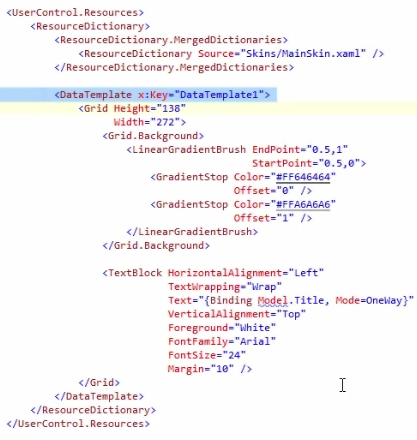 <UserControl.Resources>
    <ResourceDictionary>
        <ResourceDictionary.MergedDictionaries>
            <ResourceDictionary Source="Skins/MainSkin.xaml" />
        </ResourceDictionary.MergedDictionaries>

        <DataTemplate x:Key="DataTemplate1">
            <Grid Height="138"
                  Width="272">
                <Grid.Background>
                    <LinearGradientBrush EndPoint="0.5,1"
                                         StartPoint="0.5,0">
                        <GradientStop Color="#FF646464"
                                      Offset="0" />
                        <GradientStop Color="#FFA6A6A6"
                                      Offset="1" />
                    </LinearGradientBrush>
                </Grid.Background>

                <TextBlock HorizontalAlignment="Left"
                           TextWrapping="Wrap"
                           Text="{Binding Model.Title, Mode=OneWay}"
                           VerticalAlignment="Top"
                           Foreground="White"
                           FontFamily="Arial"
                           FontSize="24"
                           Margin="10" />
            </Grid>
        </DataTemplate>
    </ResourceDictionary>
</UserControl.Resources>